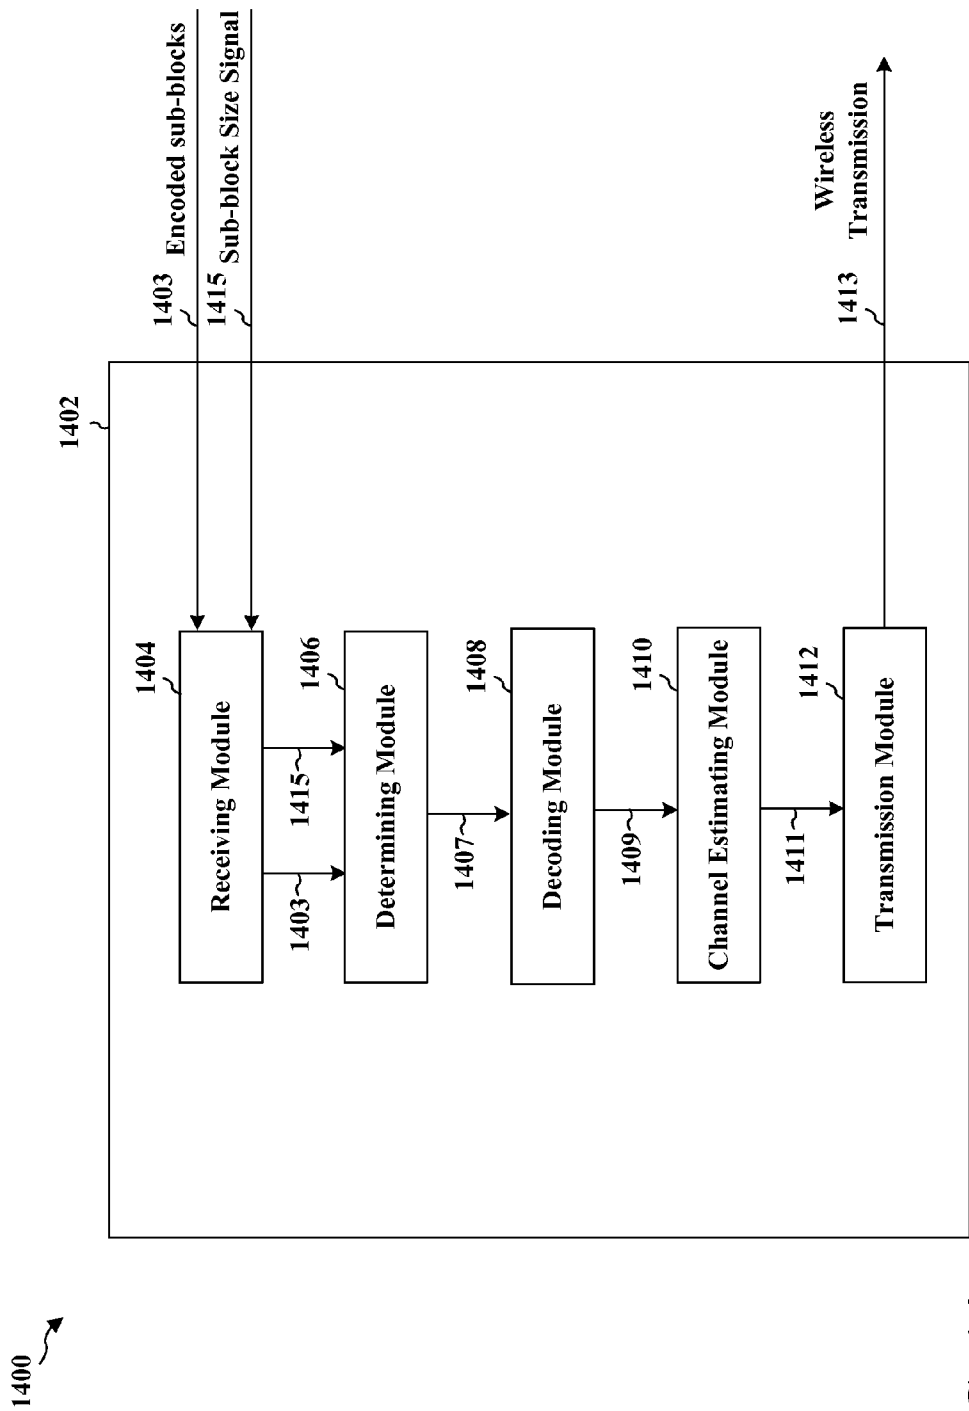 1400
1402
1403
Encoded sub-blocks
1415
Sub-block Size Signal
1404
Receiving Module
1403
1415
1406
Determining Module
1407
1408
Decoding Module
1409
1410
Channel Estimating Module
1411
1412
Transmission Module
1413
Wireless
Transmission